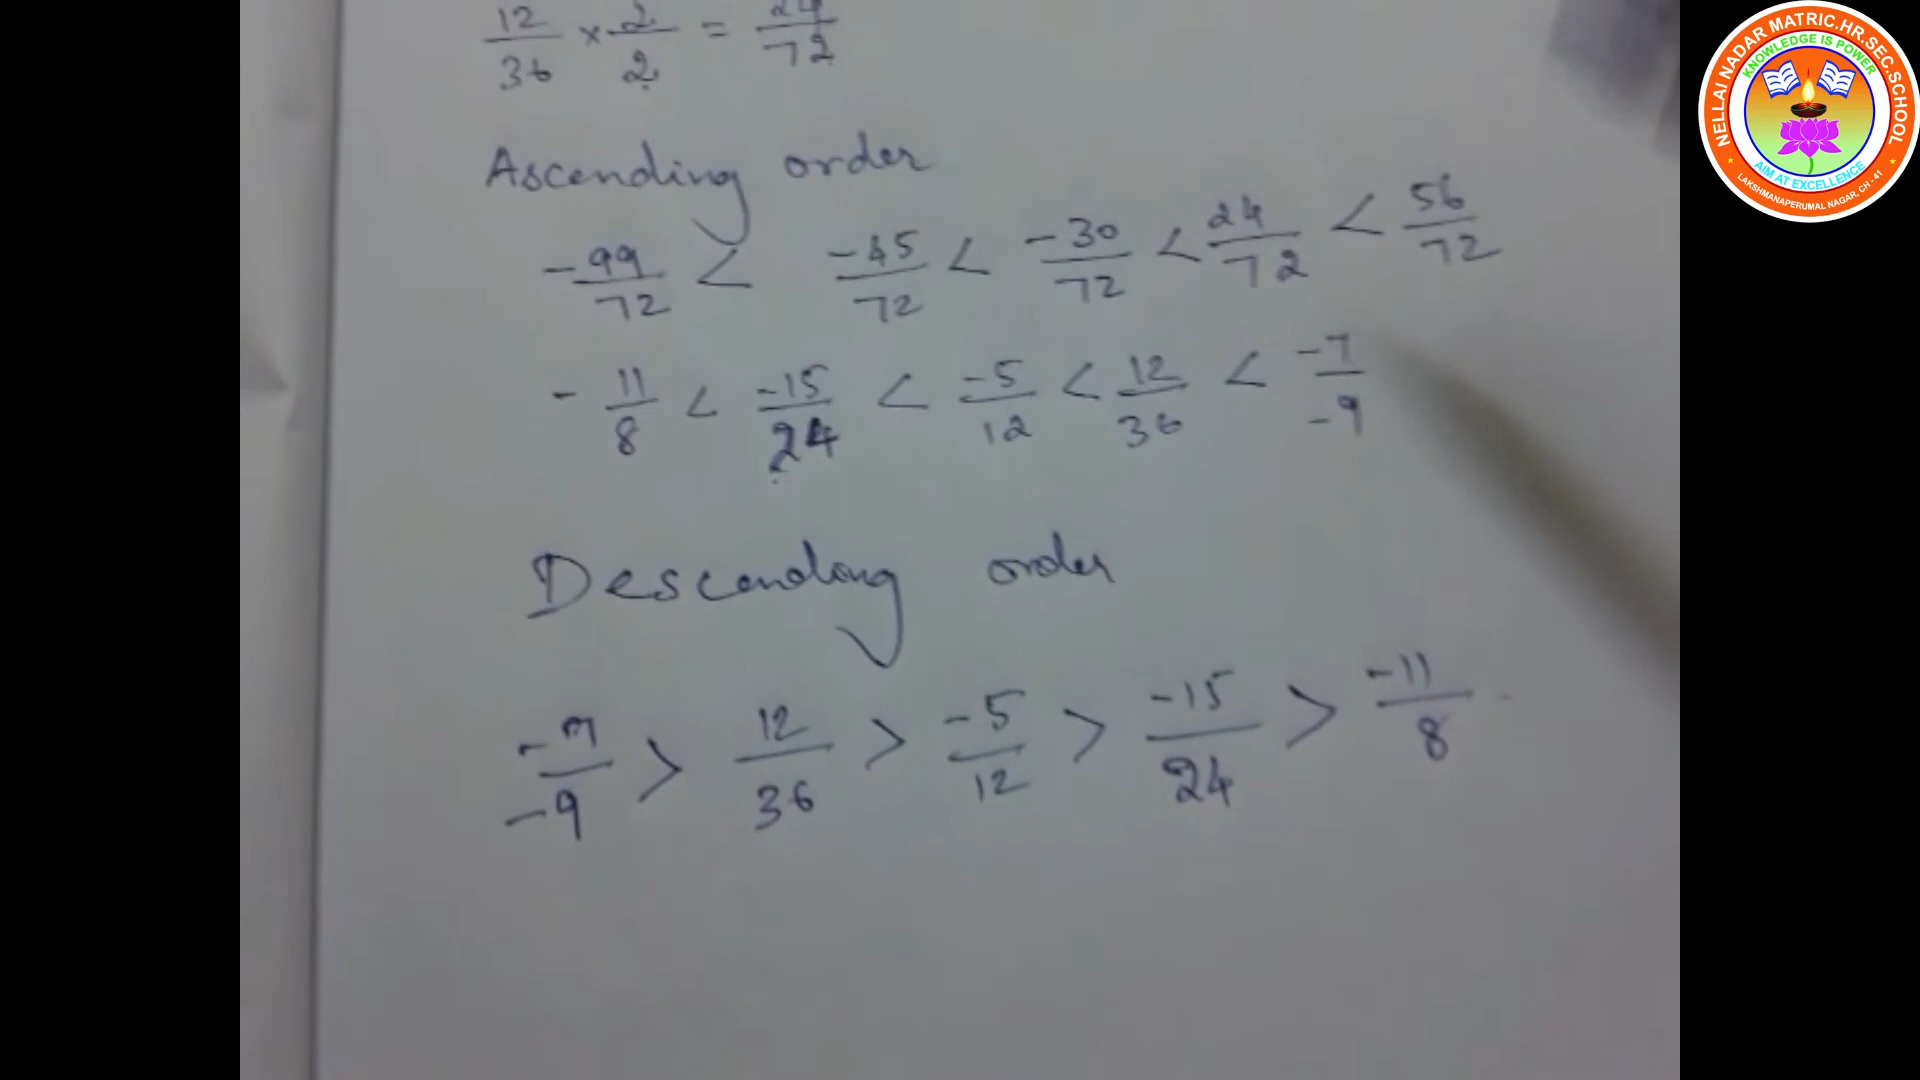 12/36 × 2/2 = 24/72
Ascending order
-99/72 < -45/72 < -30/72 < 24/72 < 56/72
-11/8 < -15/24 < -5/12 < 12/36 < -7/-9
Descending order
-7/-9 > 12/36 > -5/12 > -15/24 > -11/8
NELLAI NADAR MATRIC.HR.SEC.SCHOOL
KNOWLEDGE IS POWER
AIM AT EXCELLENCE
LAKSHMANAPERUMAL NAGAR, CH - 41